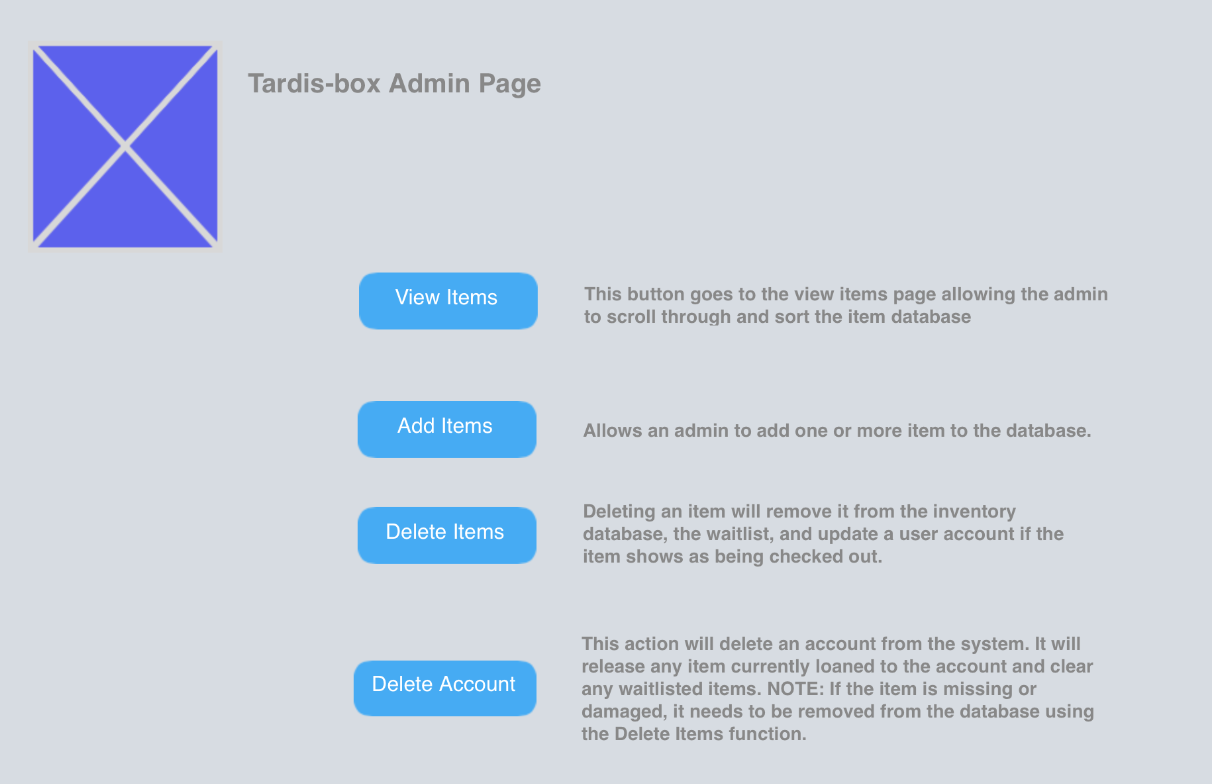 Tardis-box Admin Page
View Items
This button goes to the view items page allowing the admin
to scroll through and sort the item database
Add Items
Allows an admin to add one or more item to the database.
Delete Items
Deleting an item will remove it from the inventory
database, the waitlist, and update a user account if the
item shows as being checked out.
Delete Account
This action will delete an account from the system. It will
release any item currently loaned to the account and clear
any waitlisted items. NOTE: If the item is missing or
damaged, it needs to be removed from the database using
the Delete Items function.